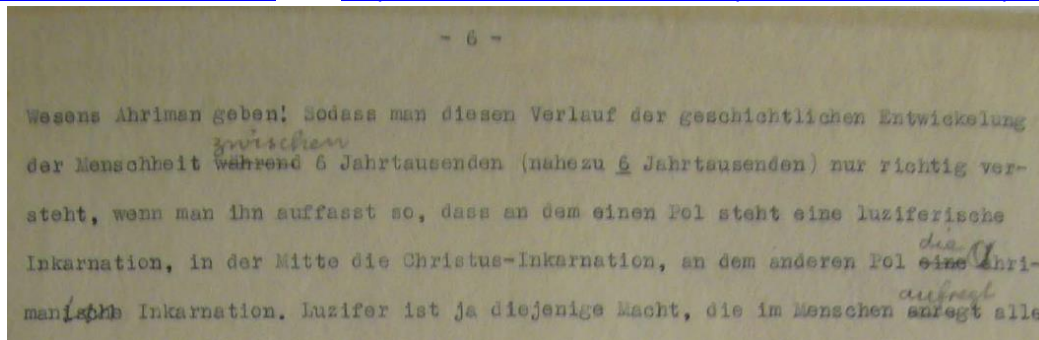 - 6 -
Wesens Ahriman geben! Sodass man diesen Verlauf der geschichtlichen Entwickelung
zwischen
der Menschheit während 6 Jahrtausenden (nahezu 6 Jahrtausenden) nur richtig ver-
steht, wenn man ihn auffasst so, dass an dem einen Pol steht eine luziferische
die
Inkarnation, in der Mitte die Christus-Inkarnation, an dem anderen Pol eine Ahri-
aufregt
manische Inkarnation. Luzifer ist ja diejenige Macht, die im Menschen anregt alle